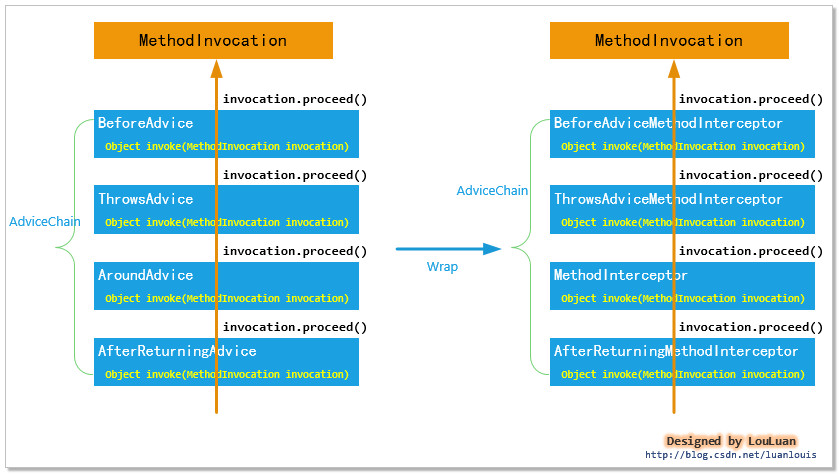 MethodInvocation
invocation.proceed()
BeforeAdvice
Object invoke(MethodInvocation invocation)
invocation.proceed()
ThrowsAdvice
Object invoke(MethodInvocation invocation)
AdviceChain
invocation.proceed()
AroundAdvice
Object invoke(MethodInvocation invocation)
invocation.proceed()
AfterReturningAdvice
Object invoke(MethodInvocation invocation)
Wrap
MethodInvocation
invocation.proceed()
BeforeAdviceMethodInterceptor
Object invoke(MethodInvocation invocation)
invocation.proceed()
ThrowsAdviceMethodInterceptor
Object invoke(MethodInvocation invocation)
AdviceChain
invocation.proceed()
MethodInterceptor
Object invoke(MethodInvocation invocation)
invocation.proceed()
AfterReturningMethodInterceptor
Object invoke(MethodInvocation invocation)
Designed by LouLuan
http://blog.csdn.net/luanlouis